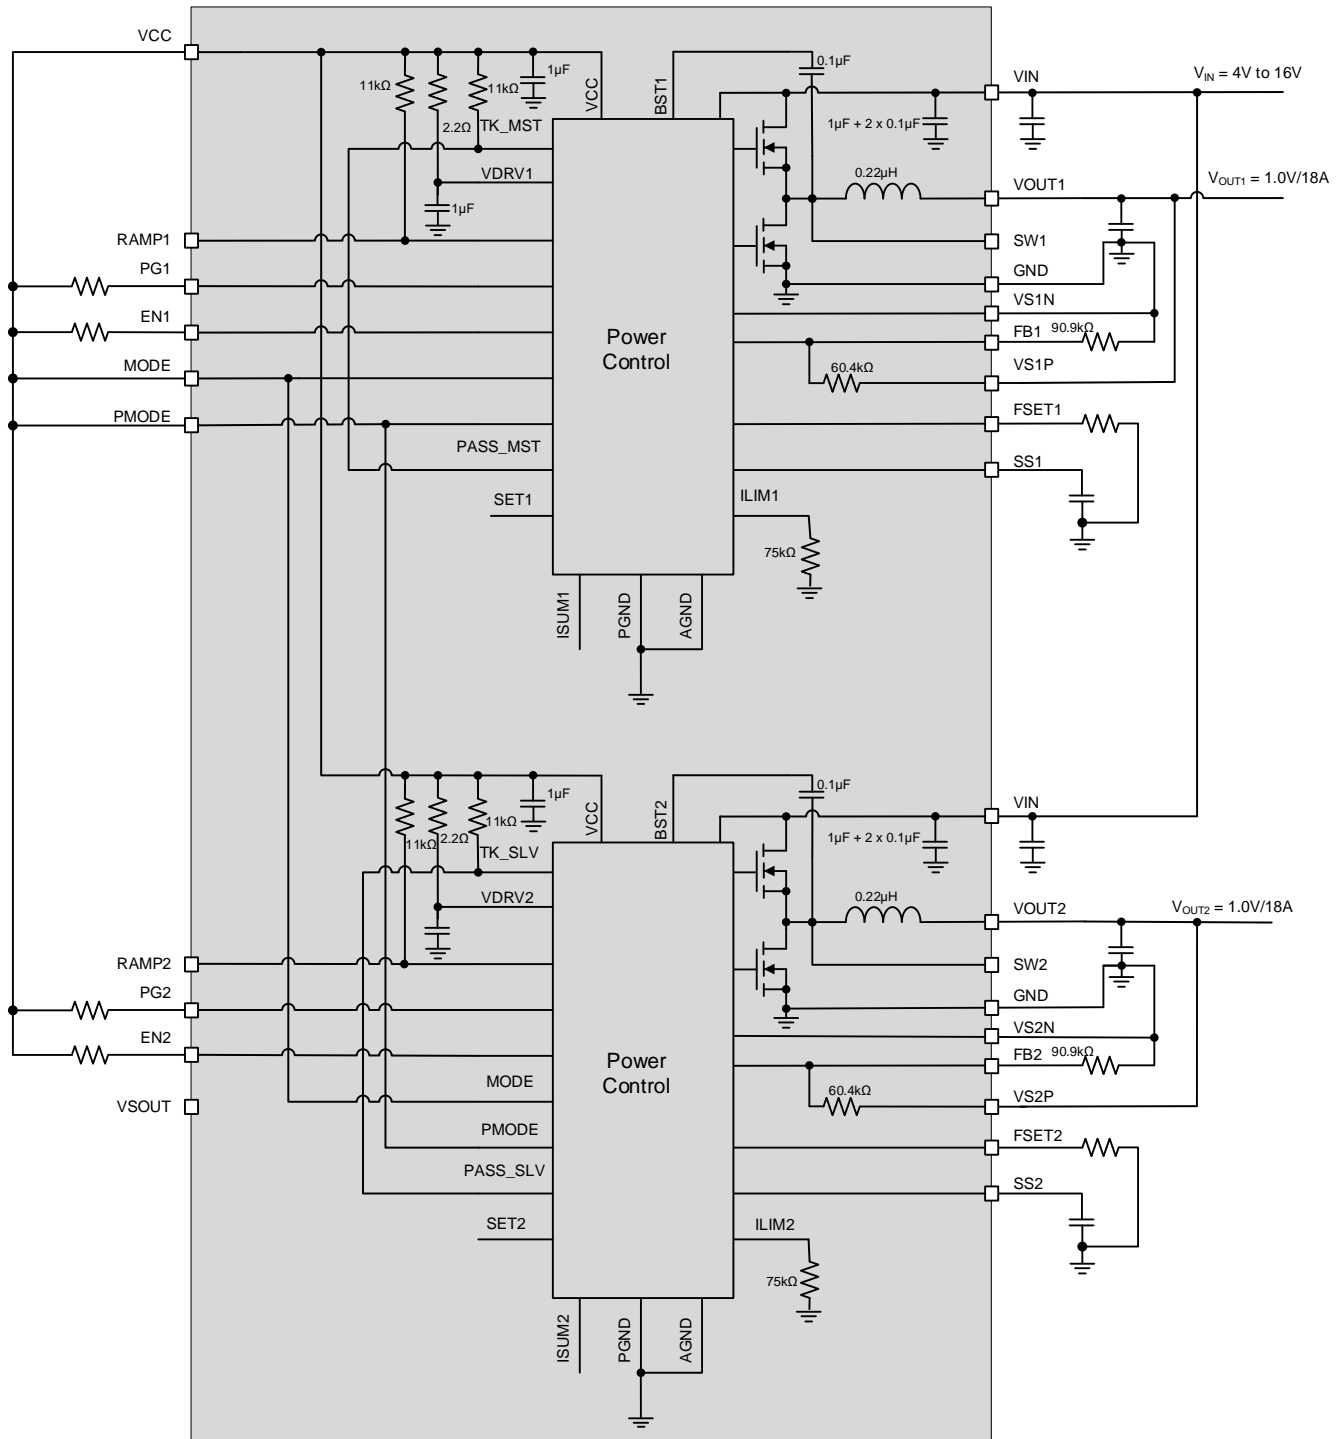 VCC
1µF
0.1µF
VIN
V_IN = 4V to 16V
11kΩ
11kΩ
VCC
BST1
2.2Ω
TK_MST
1µF + 2 x 0.1µF
VDRV1
0.22µH
VOUT1
V_OUT1 = 1.0V/18A
1µF
RAMP1
SW1
PG1
GND
VS1N
EN1
Power
Control
FB1
90.9kΩ
MODE
60.4kΩ
VS1P
PMODE
FSET1
PASS_MST
SS1
SET1
ILIM1
75kΩ
ISUM1
PGND
AGND
1µF
0.1µF
VIN
11kΩ
2.2Ω
11kΩ
VCC
BST2
TK_SLV
1µF + 2 x 0.1µF
VDRV2
0.22µH
VOUT2
V_OUT2 = 1.0V/18A
RAMP2
SW2
PG2
GND
VS2N
EN2
Power
Control
FB2
90.9kΩ
MODE
60.4kΩ
VS2P
VSOUT
PMODE
FSET2
PASS_SLV
SS2
SET2
ILIM2
75kΩ
ISUM2
PGND
AGND